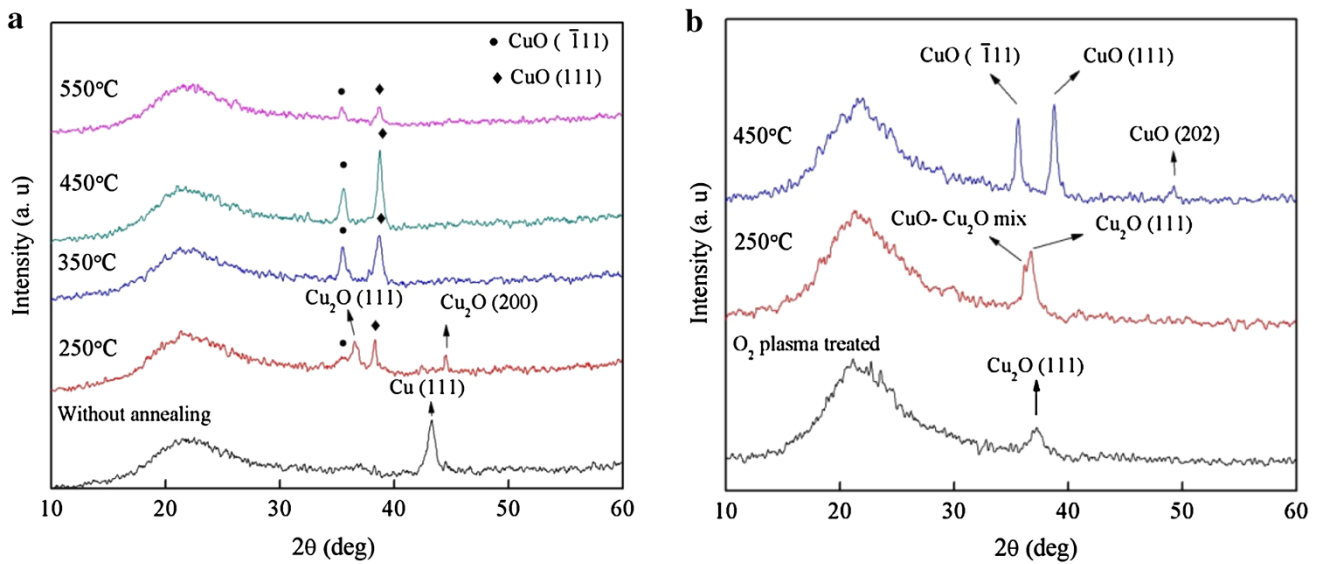 a
● CuO ( 1̅11)
◆ CuO (111)
550°C
450°C
350°C
Cu₂O (111)
Cu₂O (200)
250°C
Cu (111)
Without annealing
Intensity (a. u)
10 20 30 40 50 60
2θ (deg)
b
CuO ( 1̅11)
CuO (111)
450°C
CuO (202)
CuO- Cu₂O mix
Cu₂O (111)
250°C
O₂ plasma treated
Cu₂O (111)
Intensity (a. u)
10 20 30 40 50 60
2θ (deg)